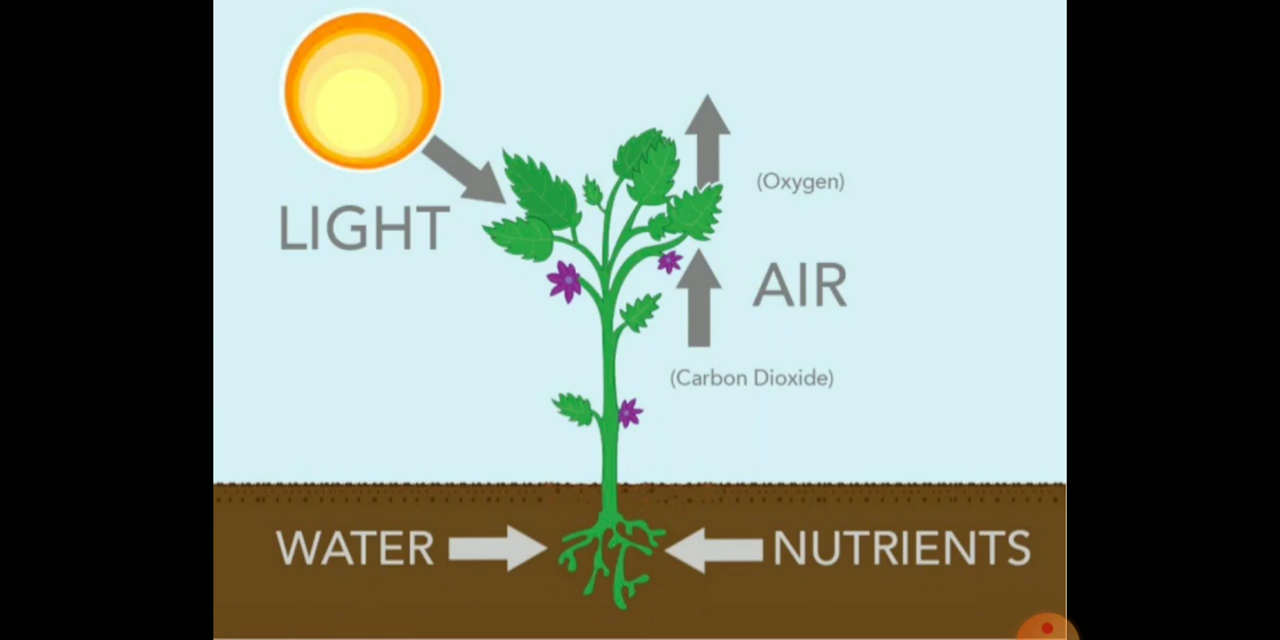 (Oxygen)
LIGHT
AIR
(Carbon Dioxide)
WATER
NUTRIENTS